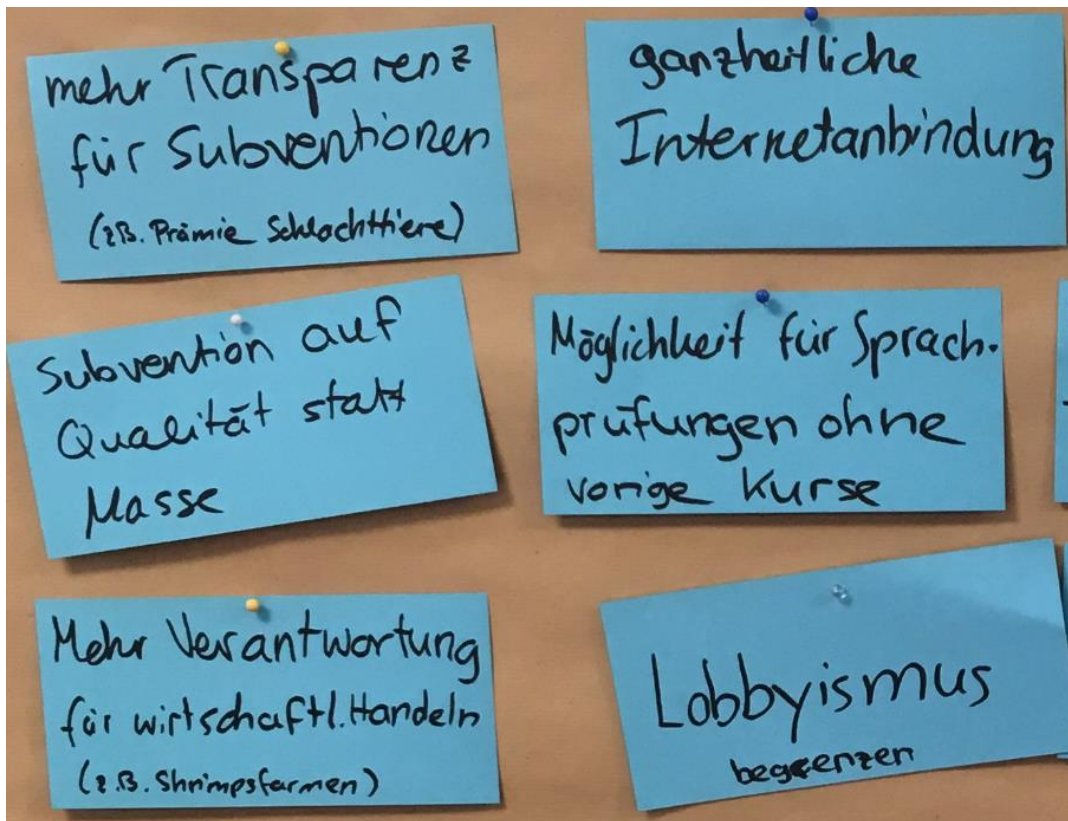 mehr Transparenz
für Subventionen
(z.B. Prämie Schlachttiere)
ganzheitliche
Internetanbindung
Subvention auf
Qualität statt
Masse
Möglichkeit für Sprach-
prüfungen ohne
vorige Kurse
Mehr Verantwortung
für wirtschaftl. Handeln
(z.B. Shrimpsfarmen)
Lobbyismus
begrenzen